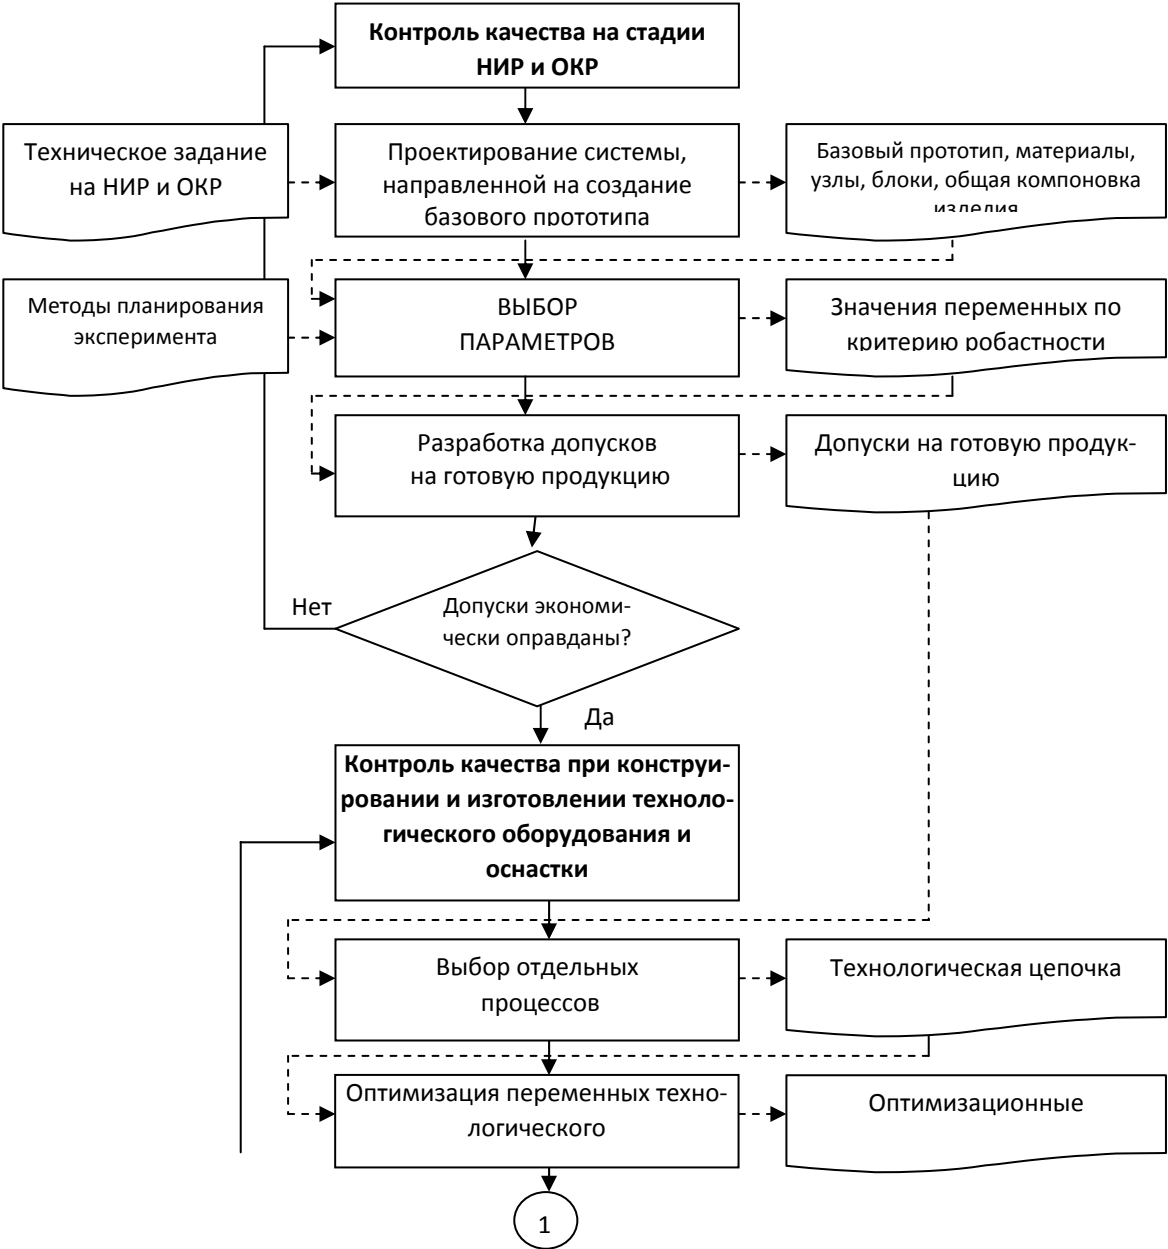 Контроль качества на стадии
НИР и ОКР
Техническое задание
на НИР и ОКР
Проектирование системы,
направленной на создание
базового прототипа
Базовый прототип, материалы,
узлы, блоки, общая компоновка
изделия
Методы планирования
эксперимента
ВЫБОР
ПАРАМЕТРОВ
Значения переменных по
критерию робастности
Разработка допусков
на готовую продукцию
Допуски на готовую продук-
цию
Нет
Допуски экономи-
чески оправданы?
Да
Контроль качества при конструи-
ровании и изготовлении техноло-
гического оборудования и
оснастки
Выбор отдельных
процессов
Технологическая цепочка
Оптимизация переменных техно-
логического
Оптимизационные
1